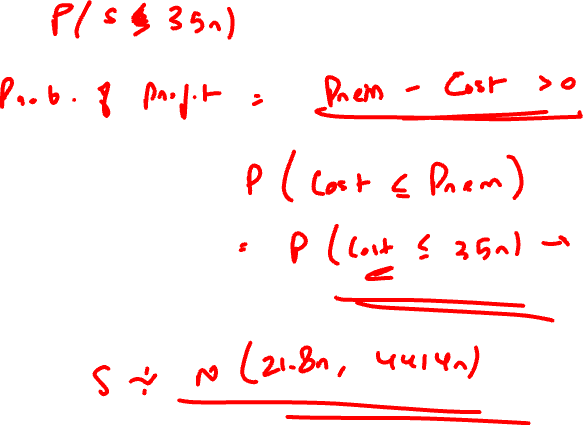 P( S ≤ 35n)
Prob. of Profit = Prem - Cost > 0
P ( Cost ≤ Prem)
= P (Cost ≤ 35n) →
S ∻ N (21.8n, 4414n)